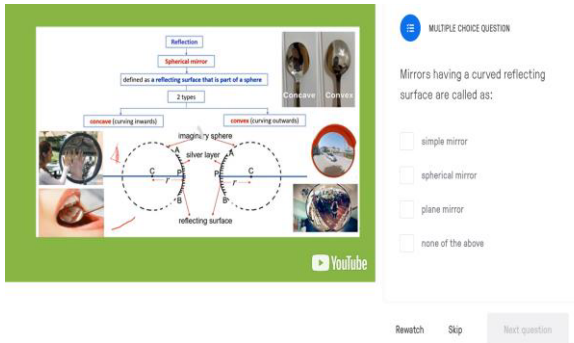 Reflection
Spherical mirror
defined as a reflecting surface that is part of a sphere
2 types
concave (curving inwards)
convex (curving outwards)
Concave
Convex
imaginary sphere
silver layer
A
A
C
P
P
C
r
r
B
B
reflecting surface
YouTube
MULTIPLE CHOICE QUESTION
Mirrors having a curved reflecting
surface are called as:
simple mirror
spherical mirror
plane mirror
none of the above
Rewatch
Skip
Next question